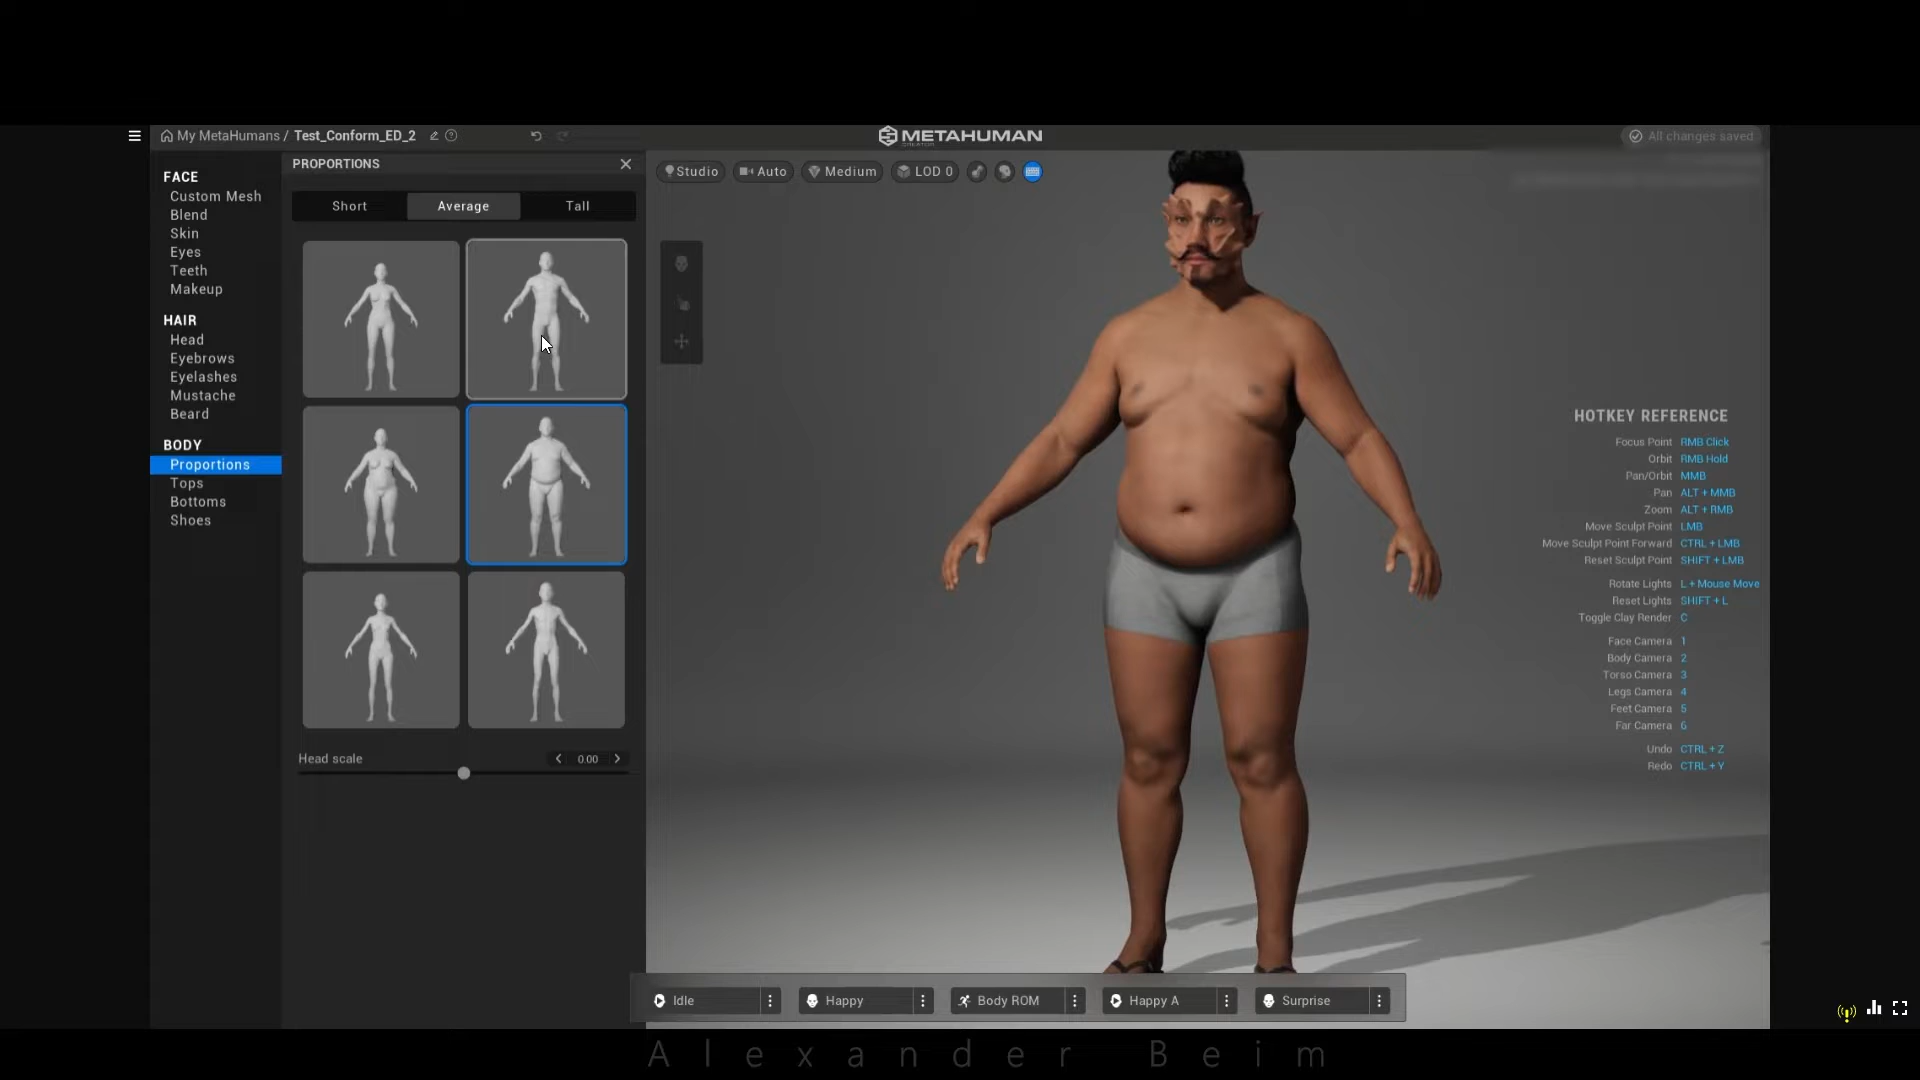 My MetaHumans / Test_Conform_ED_2
METAHUMAN
CREATOR
All changes saved
FACE
Custom Mesh
Blend
Skin
Eyes
Teeth
Makeup
HAIR
Head
Eyebrows
Eyelashes
Mustache
Beard
BODY
Proportions
Tops
Bottoms
Shoes
PROPORTIONS
Short
Average
Tall
Head scale
0.00
Studio
Auto
Medium
LOD 0
HOTKEY REFERENCE
Focus Point RMB Click
Orbit RMB Hold
Pan/Orbit MMB
Pan ALT + MMB
Zoom ALT + RMB
Move Sculpt Point LMB
Move Sculpt Point Forward CTRL + LMB
Reset Sculpt Point SHIFT + LMB
Rotate Lights L + Mouse Move
Reset Lights SHIFT + L
Toggle Clay Render C
Face Camera 1
Body Camera 2
Torso Camera 3
Legs Camera 4
Feet Camera 5
Far Camera 6
Undo CTRL + Z
Redo CTRL + Y
Idle
Happy
Body ROM
Happy A
Surprise
Alexander Beim